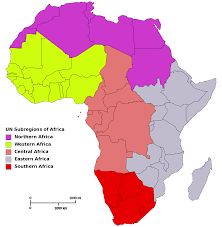 UN Subregions of Africa
Northern Africa
Western Africa
Central Africa
Eastern Africa
Southern Africa